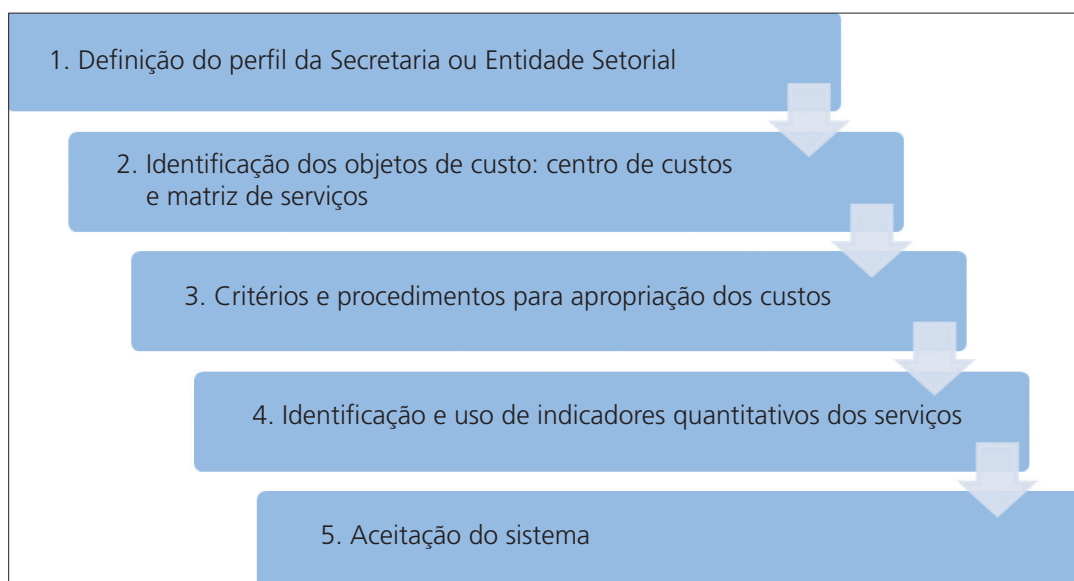 1. Definição do perfil da Secretaria ou Entidade Setorial
2. Identificação dos objetos de custo: centro de custos
e matriz de serviços
3. Critérios e procedimentos para apropriação dos custos
4. Identificação e uso de indicadores quantitativos dos serviços
5. Aceitação do sistema